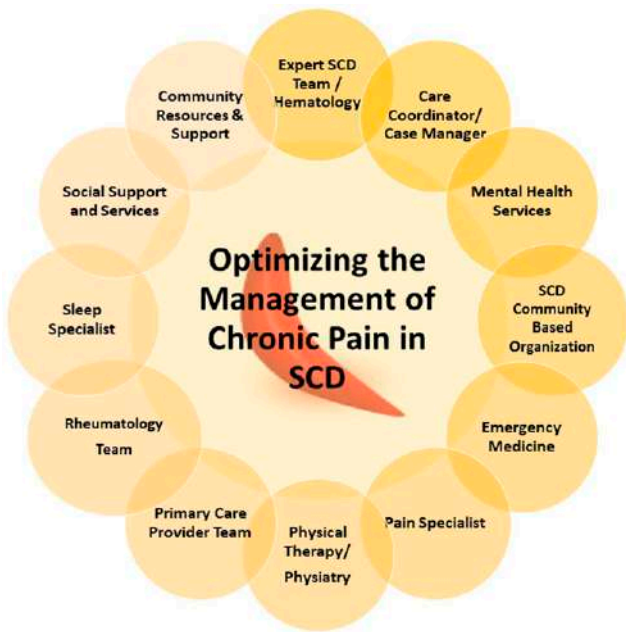 Expert SCD
Team /
Hematology
Care
Coordinator/
Case Manager
Mental Health
Services
SCD
Community
Based
Organization
Emergency
Medicine
Pain Specialist
Physical
Therapy/
Physiatry
Primary Care
Provider Team
Rheumatology
Team
Sleep
Specialist
Social Support
and Services
Community
Resources &
Support
Optimizing the
Management of
Chronic Pain in
SCD